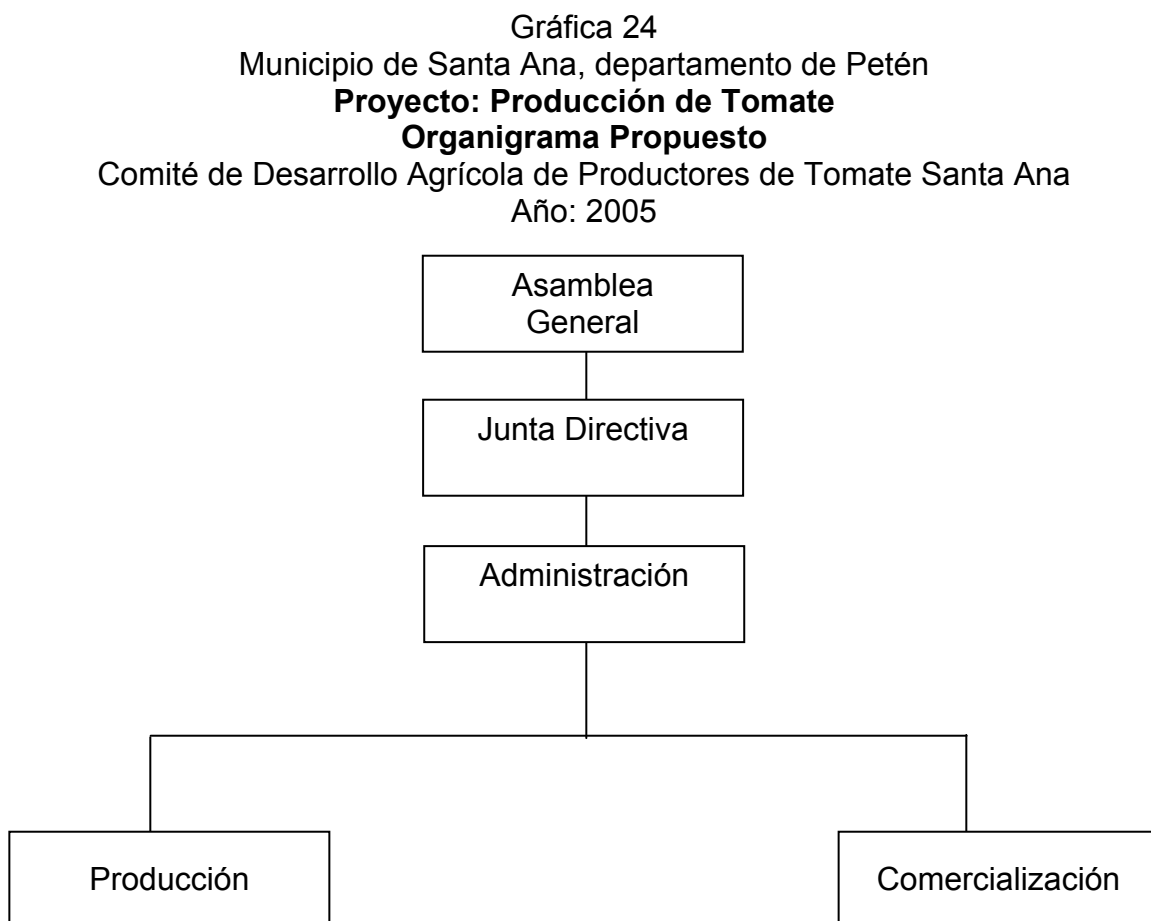 Gráfica 24
Municipio de Santa Ana, departamento de Petén
Proyecto: Producción de Tomate
Organigrama Propuesto
Comité de Desarrollo Agrícola de Productores de Tomate Santa Ana
Año: 2005
Asamblea
General
Junta Directiva
Administración
Producción
Comercialización